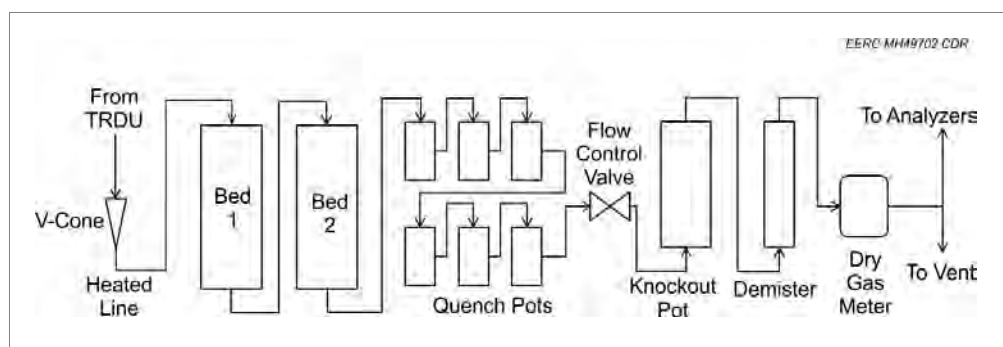 EERC MH49702.CDR
From
TRDU
V-Cone
Heated
Line
Bed
1
Bed
2
Quench Pots
Flow
Control
Valve
Knockout
Pot
Demister
Dry
Gas
Meter
To Analyzers
To Vent